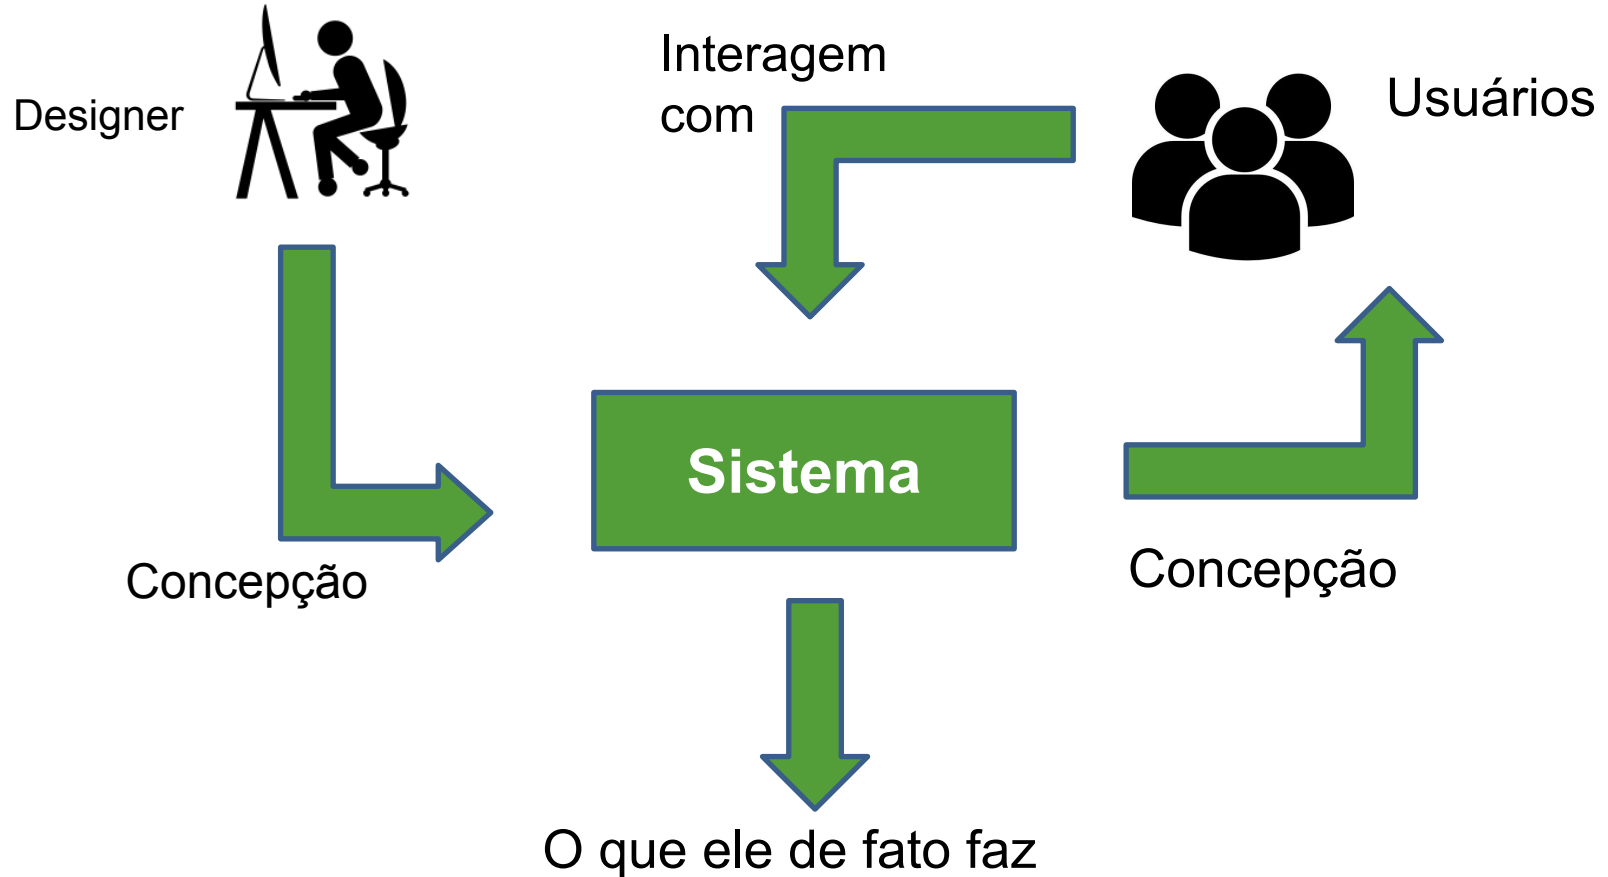 Designer
Interagem
com
Usuários
Sistema
Concepção
Concepção
O que ele de fato faz